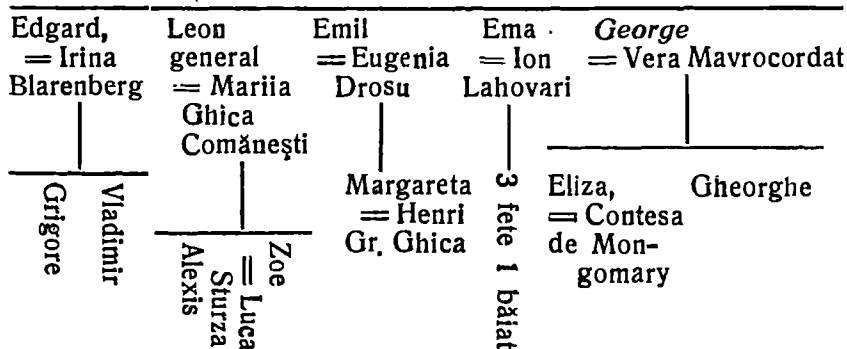 Edgard,
= Irina
Blarenberg
Leon
general
= Mariia
Ghica
Comăneşti
Emil
= Eugenia
Drosu
Ema
= Ion
Lahovari
George
= Vera Mavrocordat
Grigore
Vladimir
Alexis
Zoe
= Luca
Sturza
Margareta
= Henri
Gr. Ghica
3 fete 1 băiat
Eliza,
= Contesa
de Mon-
gomary
Gheorghe